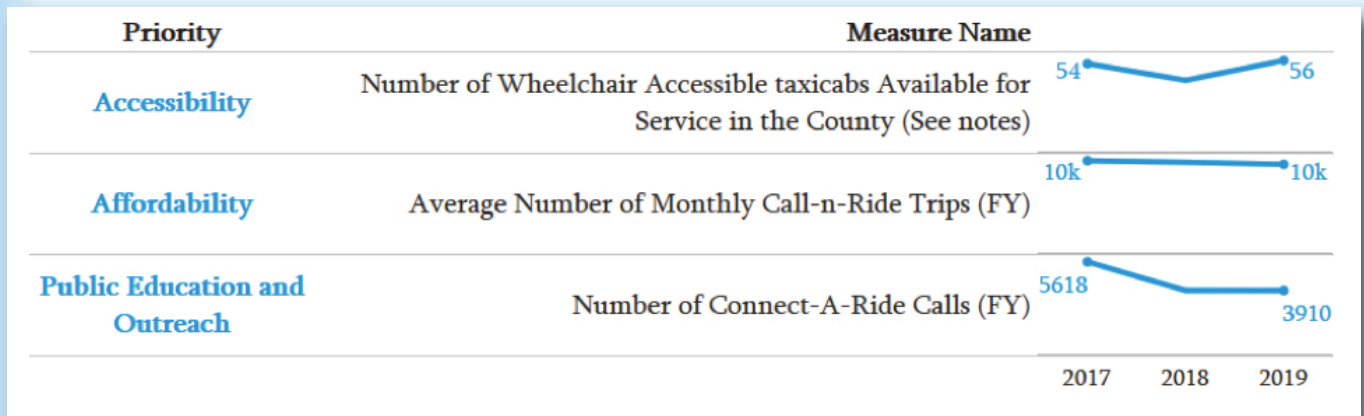 Priority
Measure Name
Accessibility
Number of Wheelchair Accessible taxicabs Available for
Service in the County (See notes)
54
56
Affordability
Average Number of Monthly Call-n-Ride Trips (FY)
10k
10k
Public Education and
Outreach
Number of Connect-A-Ride Calls (FY)
5618
3910
2017 2018 2019